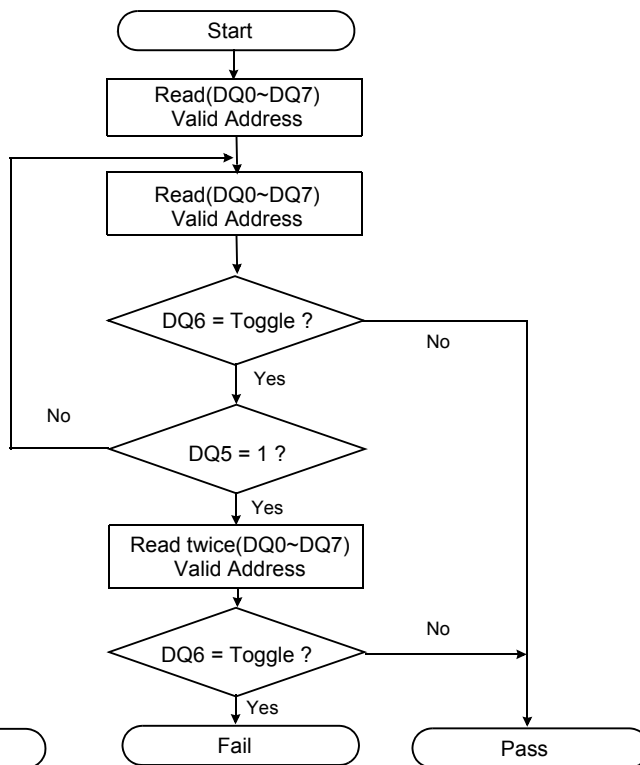 Start
Read(DQ0~DQ7)
Valid Address
Read(DQ0~DQ7)
Valid Address
DQ6 = Toggle ?
No
Yes
No
DQ5 = 1 ?
Yes
Read twice(DQ0~DQ7)
Valid Address
No
DQ6 = Toggle ?
Yes
Fail
Pass